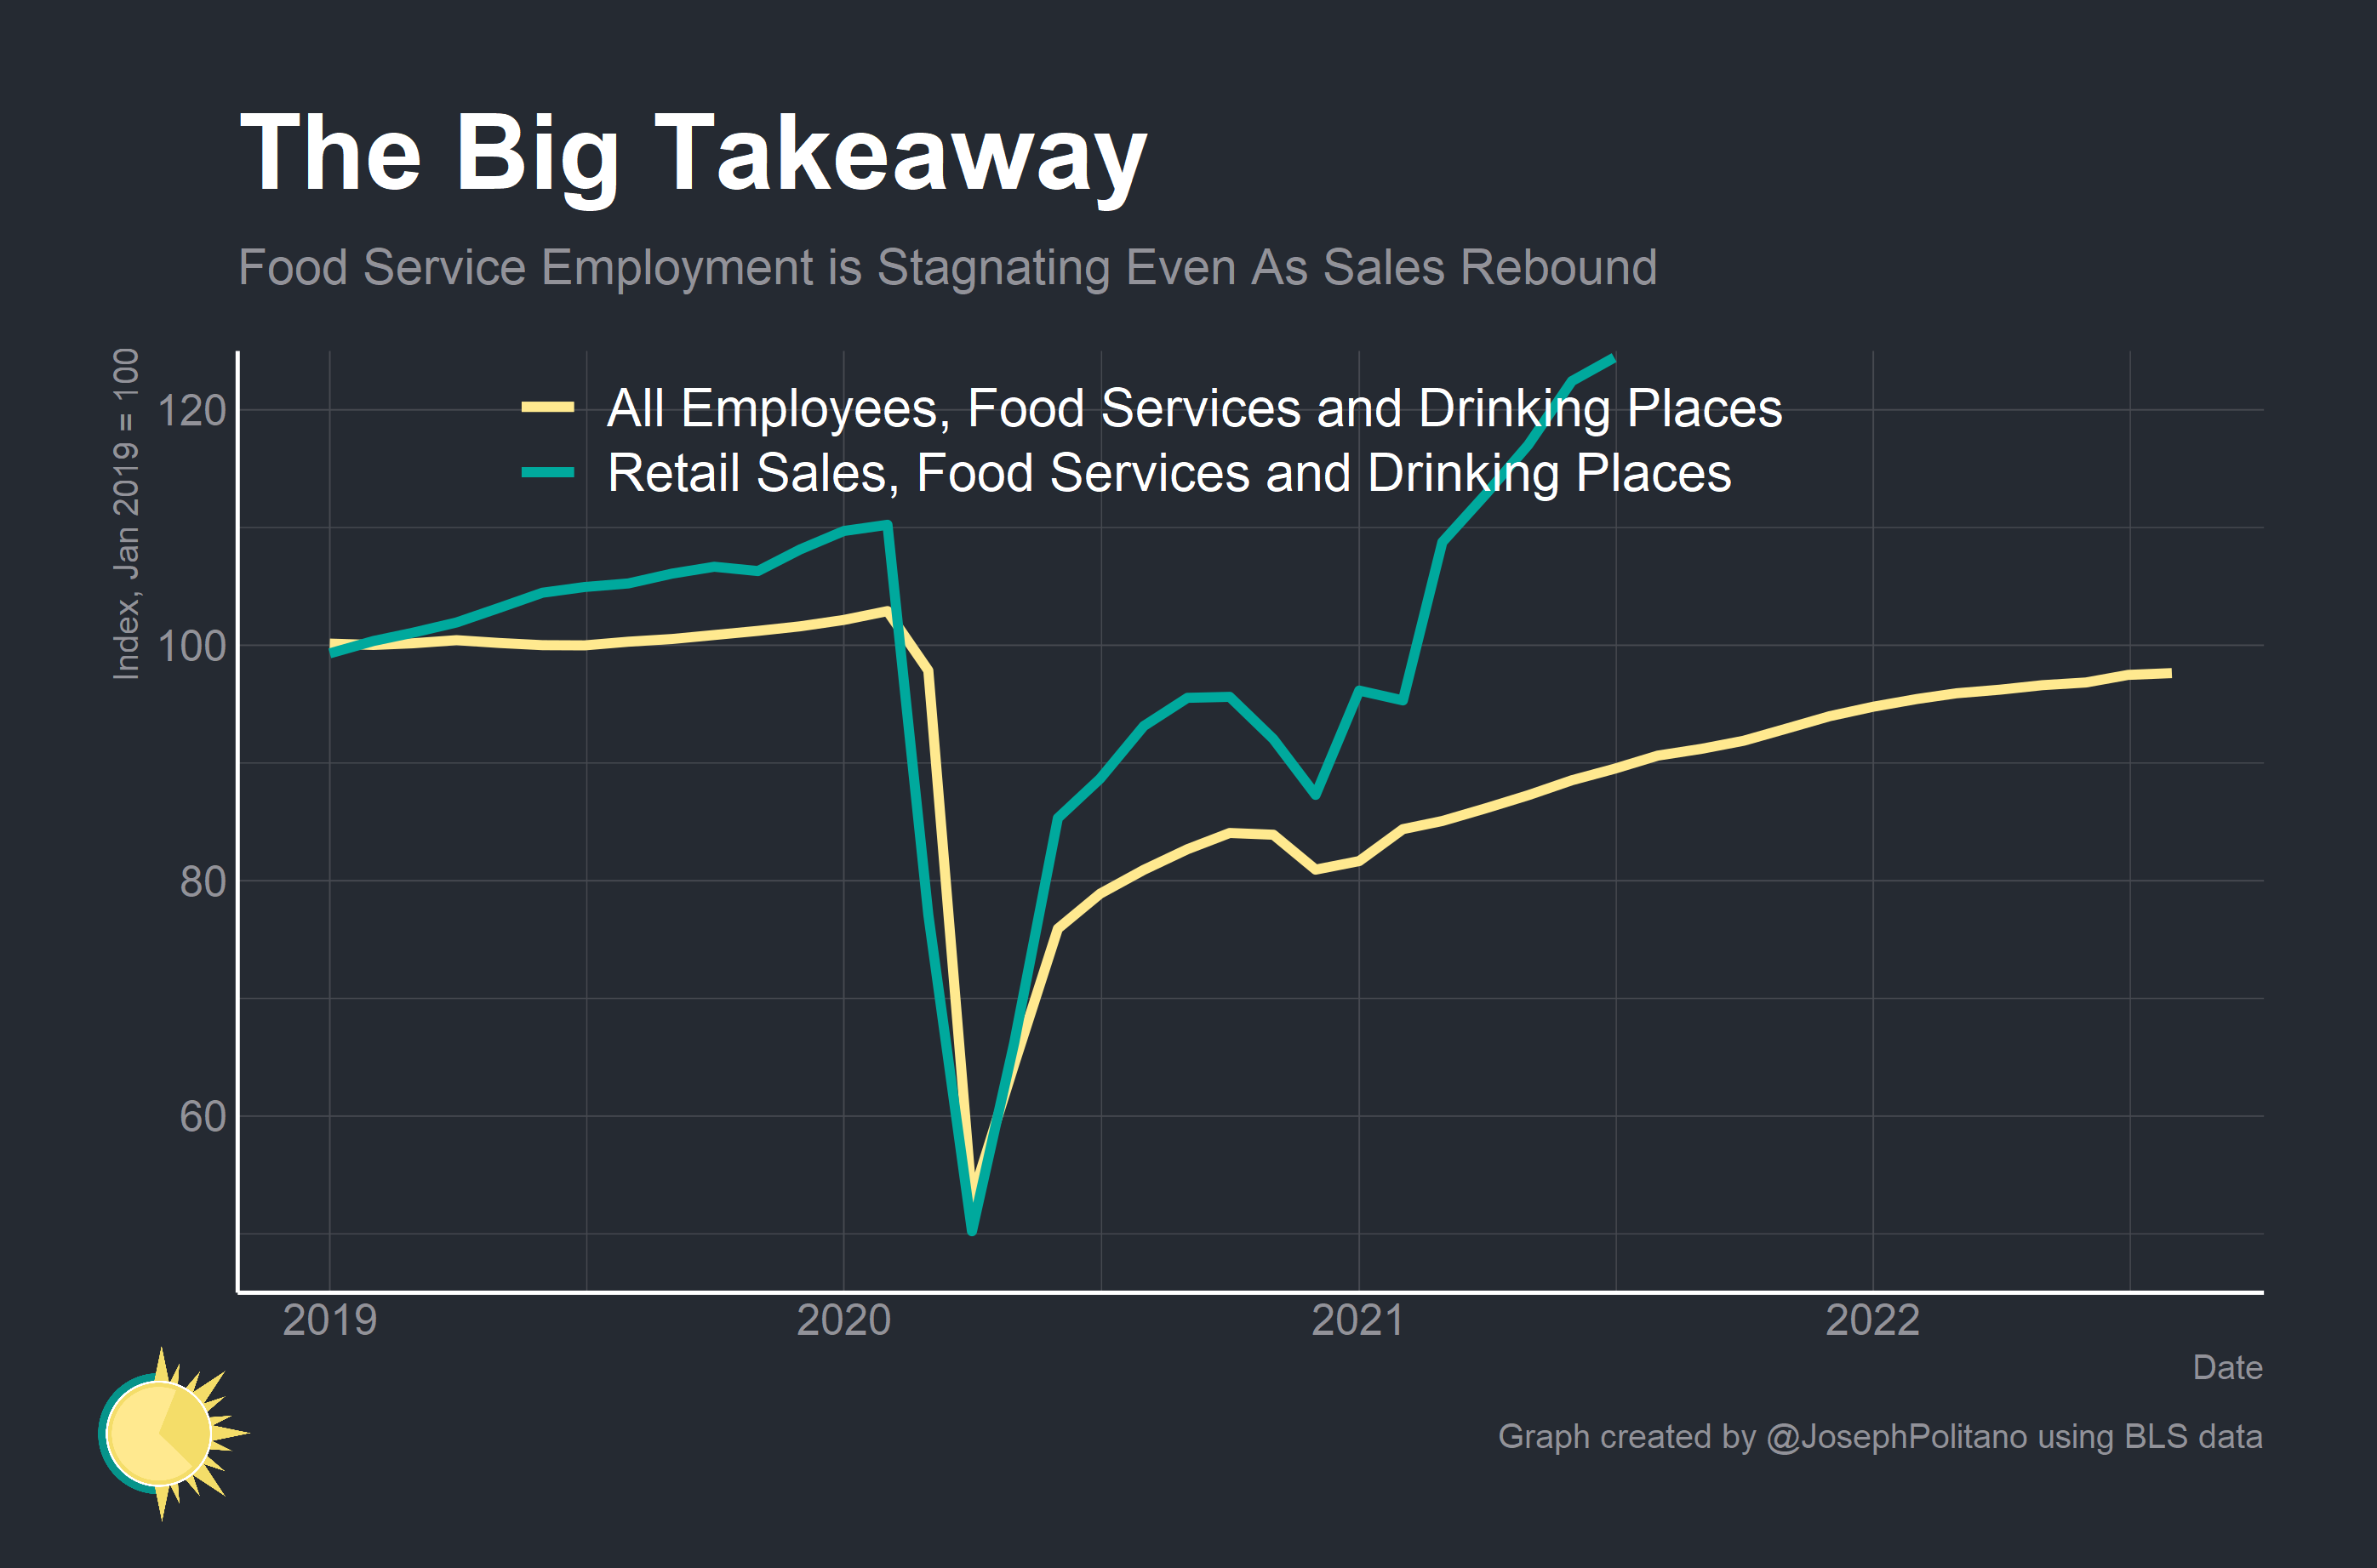 The Big Takeaway
Food Service Employment is Stagnating Even As Sales Rebound
Index, Jan 2019 = 100
120
100
80
60
All Employees, Food Services and Drinking Places
Retail Sales, Food Services and Drinking Places
2019 2020 2021 2022
Date
Graph created by @JosephPolitano using BLS data